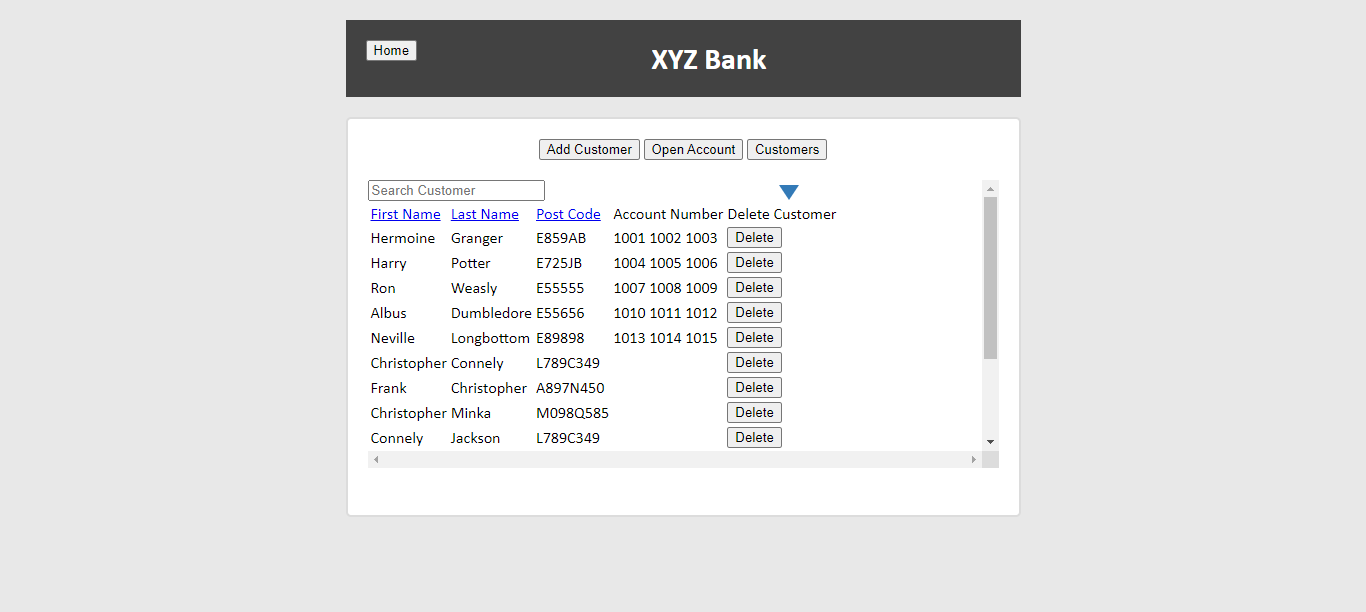 Home
XYZ Bank
Add Customer Open Account Customers
Search Customer
First Name Last Name Post Code Account Number Delete Customer
Hermoine Granger E859AB 1001 1002 1003 Delete
Harry Potter E725JB 1004 1005 1006 Delete
Ron Weasly E55555 1007 1008 1009 Delete
Albus Dumbledore E55656 1010 1011 1012 Delete
Neville Longbottom E89898 1013 1014 1015 Delete
Christopher Connely L789C349 Delete
Frank Christopher A897N450 Delete
Christopher Minka M098Q585 Delete
Connely Jackson L789C349 Delete